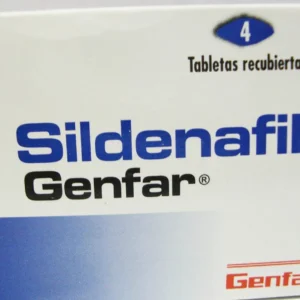 4
Tabletas recubierta
Sildenafil
Genfar®
Genfa